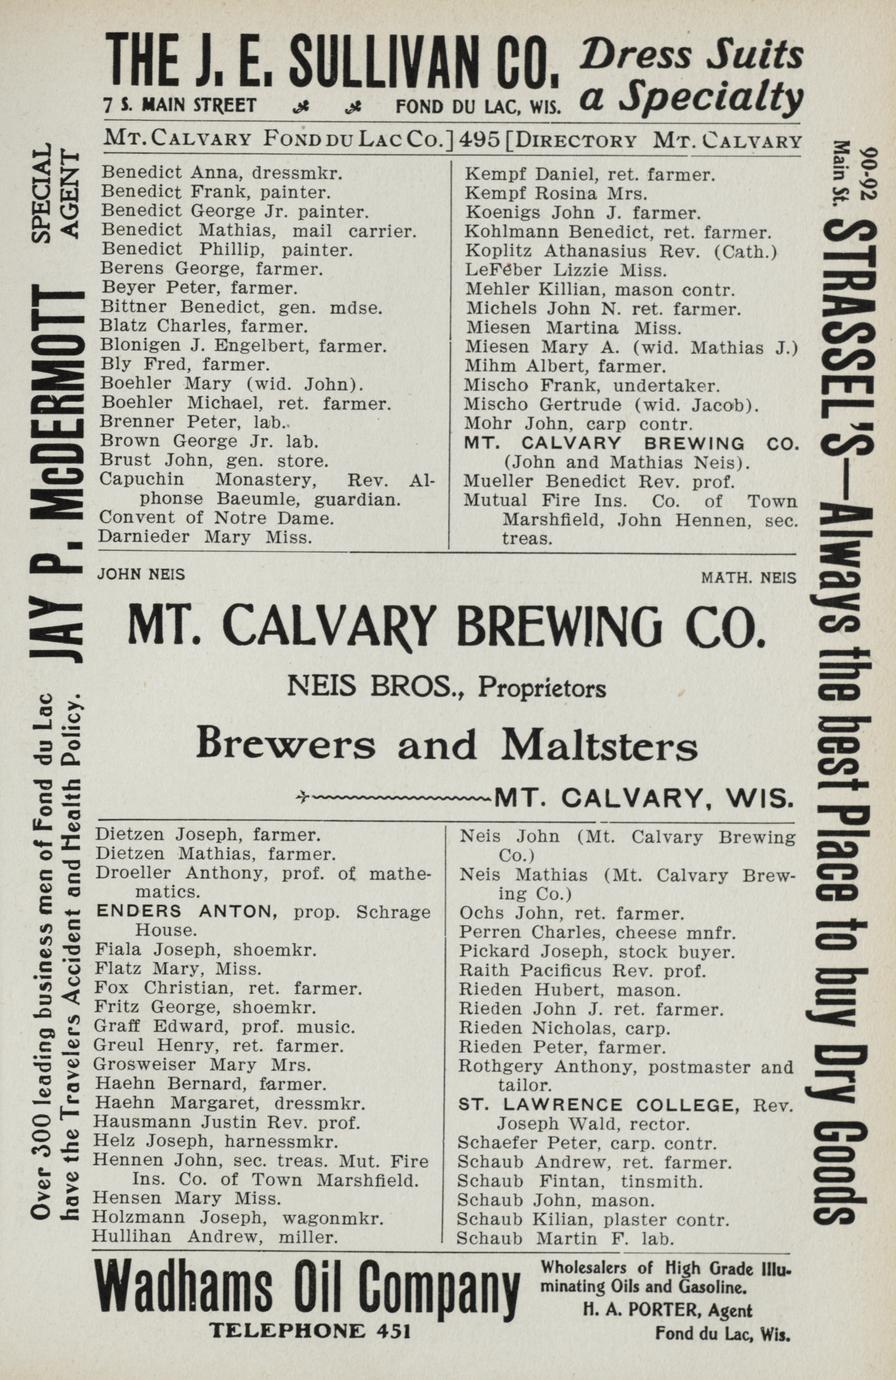 THE J. E. SULLIVAN CO. Dress Suits
7 S. MAIN STREET FOND DU LAC, WIS. a Specialty
MT. CALVARY FOND DU LAC CO.] 495 [DIRECTORY MT. CALVARY
Benedict Anna, dressmkr.
Benedict Frank, painter.
Benedict George Jr. painter.
Benedict Mathias, mail carrier.
Benedict Phillip, painter.
Berens George, farmer.
Beyer Peter, farmer.
Bittner Benedict, gen. mdse.
Blatz Charles, farmer.
Blonigen J. Engelbert, farmer.
Bly Fred, farmer.
Boehler Mary (wid. John).
Boehler Michael, ret. farmer.
Brenner Peter, lab.
Brown George Jr. lab.
Brust John, gen. store.
Capuchin Monastery, Rev. Al-
phonse Baeumle, guardian.
Convent of Notre Dame.
Darnieder Mary Miss.
Kempf Daniel, ret. farmer.
Kempf Rosina Mrs.
Koenigs John J. farmer.
Kohlmann Benedict, ret. farmer.
Koplitz Athanasius Rev. (Cath.)
LeFeber Lizzie Miss.
Mehler Killian, mason contr.
Michels John N. ret. farmer.
Miesen Martina Miss.
Miesen Mary A. (wid. Mathias J.)
Mihm Albert, farmer.
Mischo Frank, undertaker.
Mischo Gertrude (wid. Jacob).
Mohr John, carp contr.
MT. CALVARY BREWING CO.
(John and Mathias Neis).
Mueller Benedict Rev. prof.
Mutual Fire Ins. Co. of Town
Marshfield, John Hennen, sec.
treas.
JOHN NEIS MATH. NEIS
MT. CALVARY BREWING CO.
NEIS BROS., Proprietors
Brewers and Maltsters
MT. CALVARY, WIS.
Dietzen Joseph, farmer.
Dietzen Mathias, farmer.
Droeller Anthony, prof. of mathe-
matics.
ENDERS ANTON, prop. Schrage
House.
Fiala Joseph, shoemkr.
Flatz Mary, Miss.
Fox Christian, ret. farmer.
Fritz George, shoemkr.
Graff Edward, prof. music.
Greul Henry, ret. farmer.
Grosweiser Mary Mrs.
Haehn Bernard, farmer.
Haehn Margaret, dressmkr.
Hausmann Justin Rev. prof.
Helz Joseph, harnessmkr.
Hennen John, sec. treas. Mut. Fire
Ins. Co. of Town Marshfield.
Hensen Mary Miss.
Holzmann Joseph, wagonmkr.
Hullihan Andrew, miller.
Neis John (Mt. Calvary Brewing
Co.)
Neis Mathias (Mt. Calvary Brew-
ing Co.)
Ochs John, ret. farmer.
Perren Charles, cheese mnfr.
Pickard Joseph, stock buyer.
Raith Pacificus Rev. prof.
Rieden Hubert, mason.
Rieden John J. ret. farmer.
Rieden Nicholas, carp.
Rieden Peter, farmer.
Rothgery Anthony, postmaster and
tailor.
ST. LAWRENCE COLLEGE, Rev.
Joseph Wald, rector.
Schaefer Peter, carp. contr.
Schaub Andrew, ret. farmer.
Schaub Fintan, tinsmith.
Schaub John, mason.
Schaub Kilian, plaster contr.
Schaub Martin F. lab.
Wadhams Oil Company
TELEPHONE 451
Wholesalers of High Grade Illu-
minating Oils and Gasoline.
H. A. PORTER, Agent
Fond du Lac, Wis.
JAY P. McDERMOTT SPECIAL
AGENT
Over 300 leading business men of Fond du Lac
have the Travelers Accident and Health Policy.
90-92
Main St. STRASSEL'S—Always the best Place to buy Dry Goods